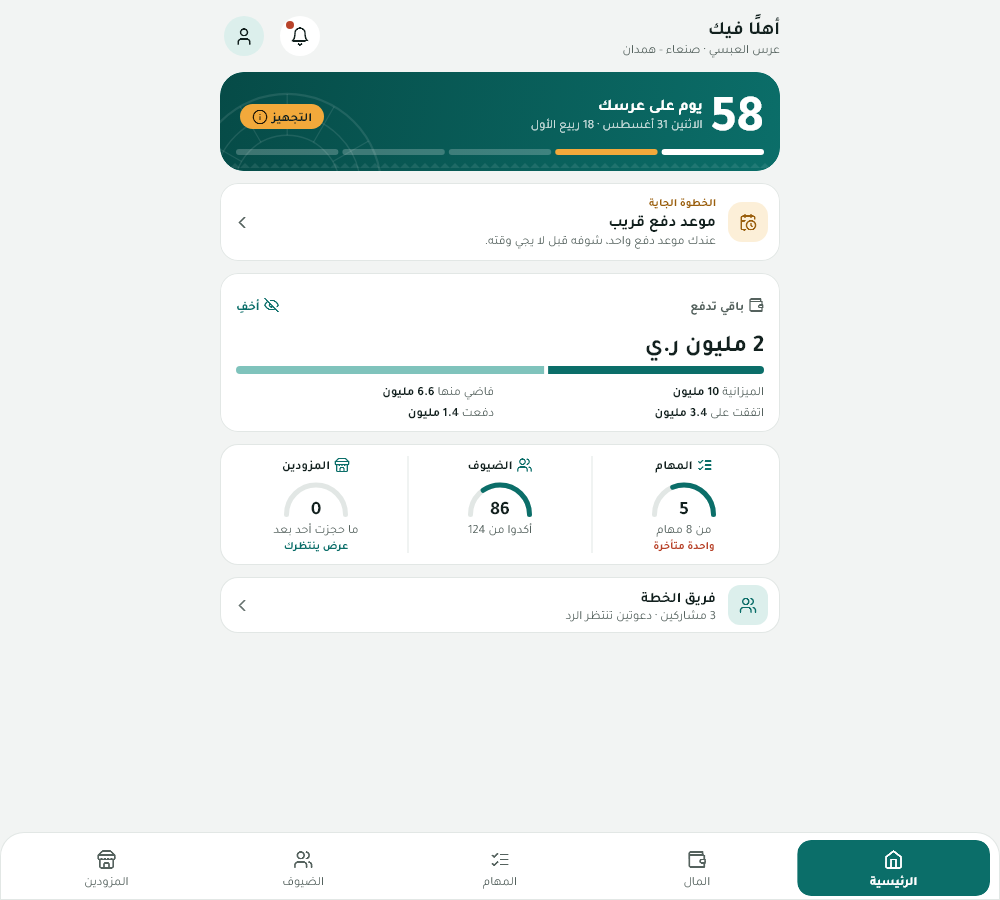 أهلًا فيك
عرس العبسي · صنعاء - همدان
58
يوم على عرسك
الاثنين 31 أغسطس · 18 ربيع الأول
التجهيز
الخطوة الجاية
موعد دفع قريب
عندك موعد دفع واحد، شوفه قبل لا يجي وقته.
باقي تدفع
أخفِ
2 مليون ر.ي
الميزانية 10 مليون
فاضي منها 6.6 مليون
اتفقت على 3.4 مليون
دفعت 1.4 مليون
المهام
5
من 8 مهام
واحدة متأخرة
الضيوف
86
أكدوا من 124
المزودين
0
ما حجزت أحد بعد
عرض ينتظرك
فريق الخطة
3 مشاركين · دعوتين تنتظر الرد
الرئيسية
المال
المهام
الضيوف
المزودين